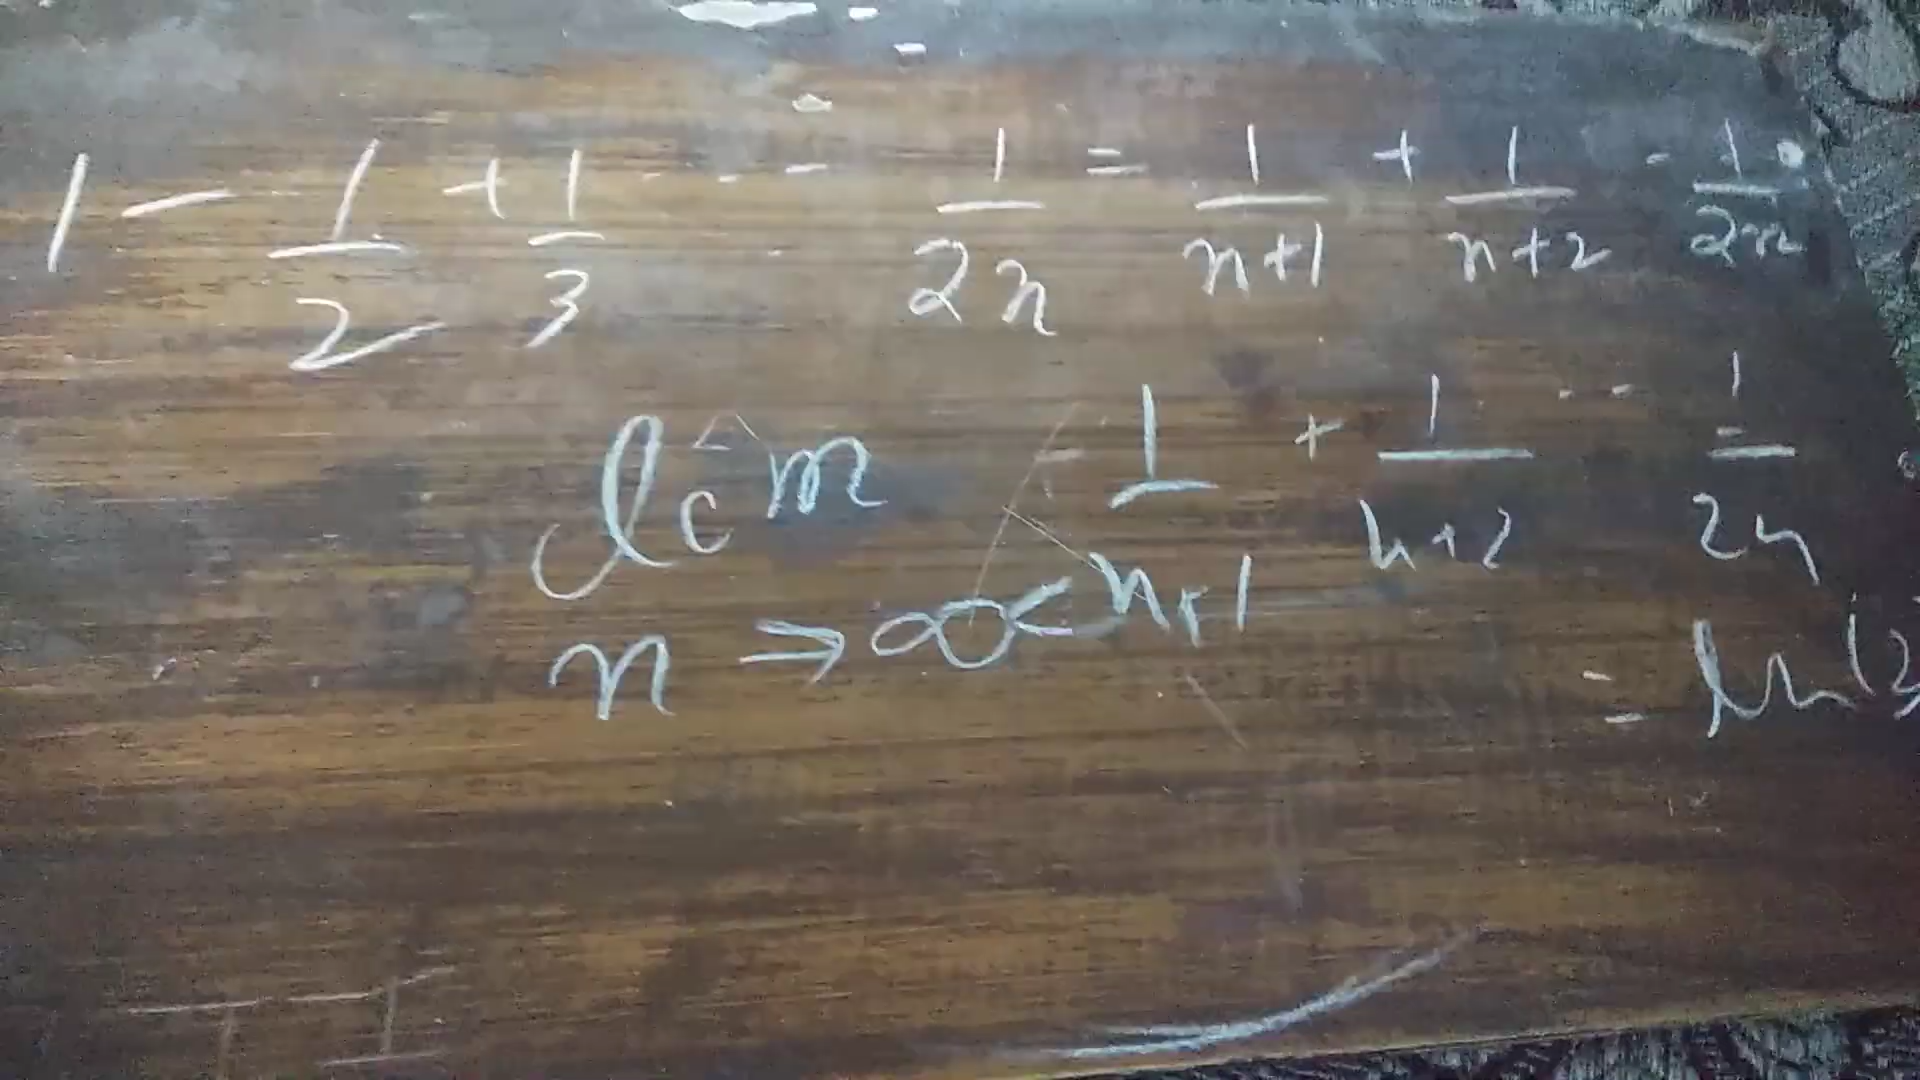 1 - 1/2 + 1/3 - - - - 1/2n = 1/n+1 + 1/n+2 - 1/2n
lim n→∞ 1/n+1 + 1/n+2 - - - 1/2n
= ln(2)